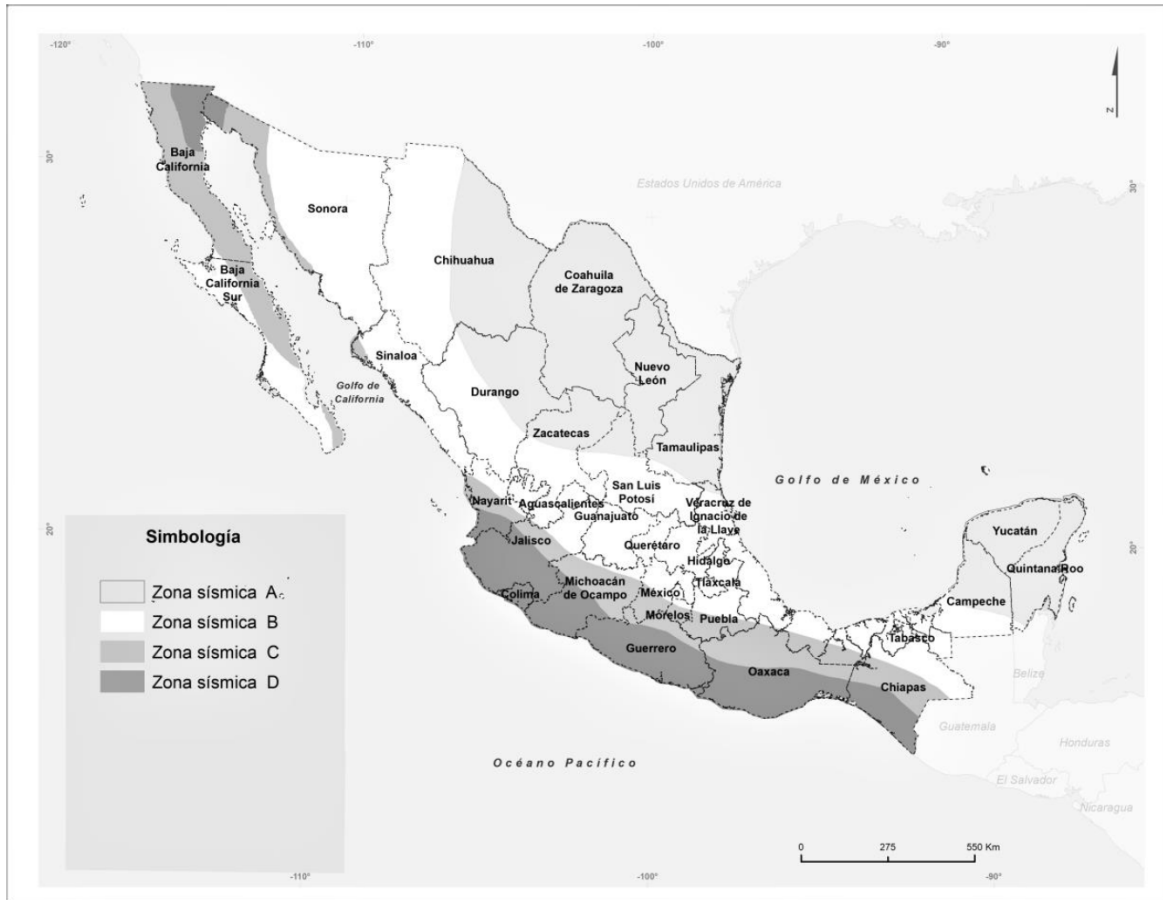 -120°
-110°
-100°
-90°
N
30°
30°
Baja
California
Sonora
Estados Unidos de América
Chihuahua
Coahuila
de Zaragoza
Baja
California
Sur
Sinaloa
Nuevo
León
Golfo de
California
Durango
Zacatecas
Tamaulipas
Golfo de México
San Luis
Potosí
Nayarit
Aguascalientes
Guanajuato
Veracruz de
Ignacio de
la Llave
20°
20°
Yucatán
Quintana Roo
Jalisco
Querétaro
Hidalgo
Tlaxcala
Campeche
Colima
Michoacán
de Ocampo
México
Morelos
Puebla
Tabasco
Guerrero
Oaxaca
Chiapas
Belize
Guatemala
Honduras
El Salvador
Nicaragua
Océano Pacífico
Simbología
Zona sísmica A
Zona sísmica B
Zona sísmica C
Zona sísmica D
0 275 550 Km
-110°
-100°
-90°